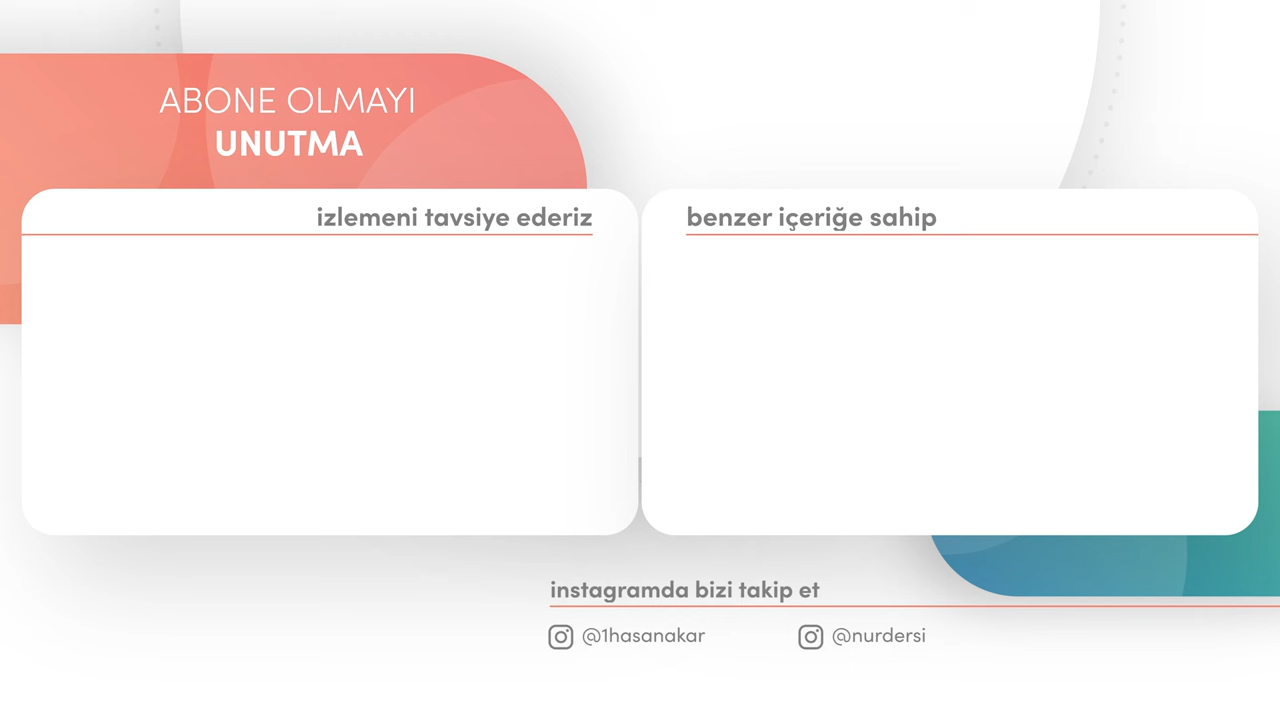 ABONE OLMAYI
UNUTMA
izlemeni tavsiye ederiz
benzer içeriğe sahip
instagramda bizi takip et
@1hasanakar
@nurdersi